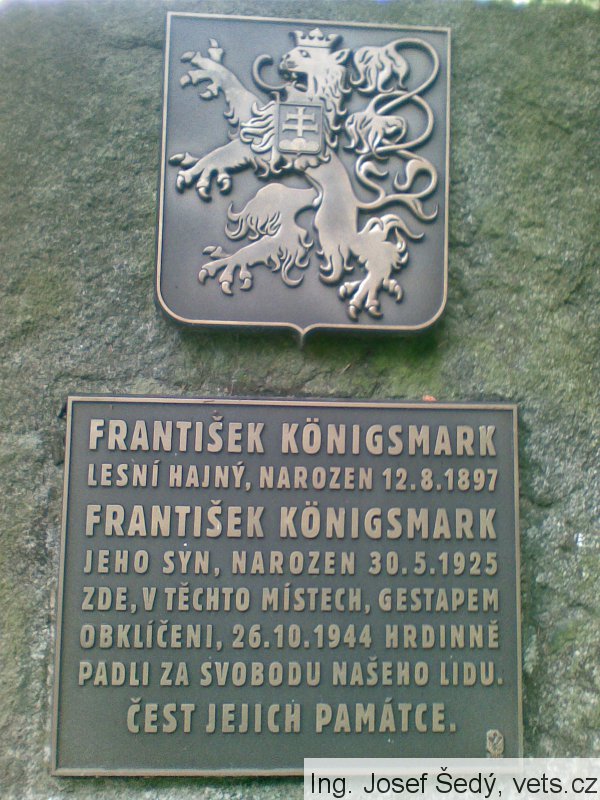 FRANTIŠEK KÖNIGSMARK
LESNÍ HAJNÝ, NAROZEN 12.8.1897
FRANTIŠEK KÖNIGSMARK
JEHO SYN, NAROZEN 30.5.1925
ZDE, V TĚCHTO MÍSTECH, GESTAPEM
OBKLÍČENI, 26.10.1944 HRDINNĚ
PADLI ZA SVOBODU NAŠEHO LIDU.
ČEST JEJICH PAMÁTCE.
Ing. Josef Šedý, vets.cz